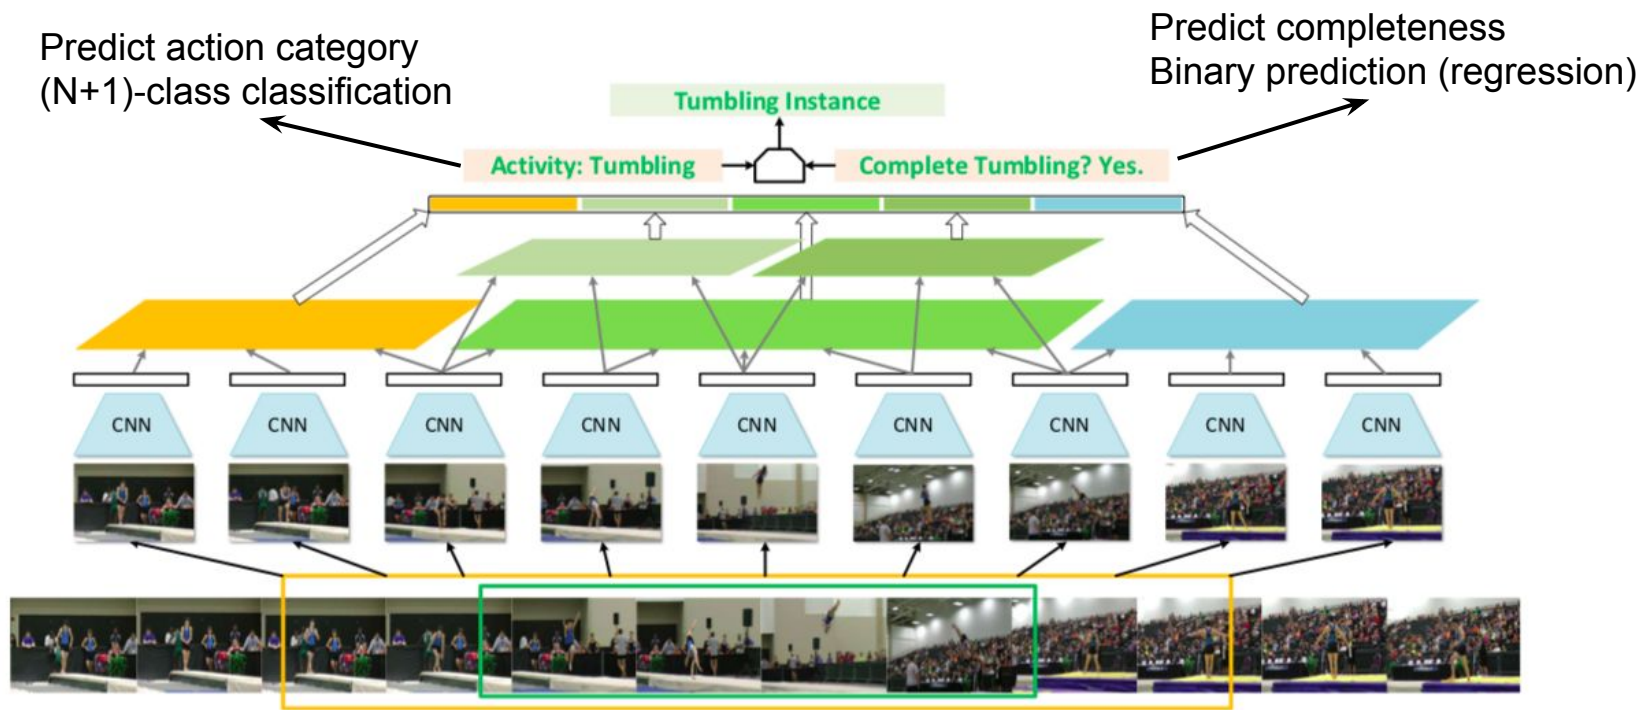 Predict action category
(N+1)-class classification
Predict completeness
Binary prediction (regression)
Tumbling Instance
Activity: Tumbling
Complete Tumbling? Yes.
CNN
CNN
CNN
CNN
CNN
CNN
CNN
CNN
CNN